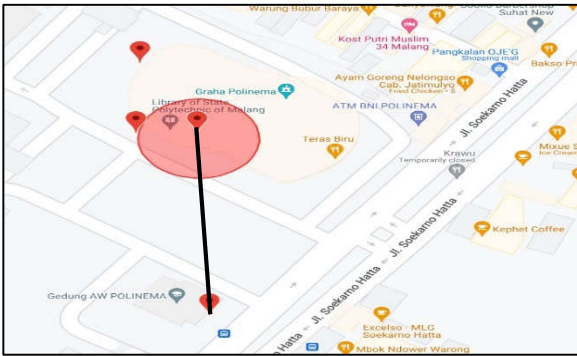 Warung Bubur Baraya
Suhat New
Kost Putri Muslim
34 Malang
Pangkalan OJE'G
Shopping mall
Bakso Pr
Graha Polinema
Ayam Goreng Nelongso
Cab. Jatimulyo
Fried Chicken • $
Library of State
Polytechnic of Malang
ATM BNI POLINEMA
Jl. Soekarno Hatta
Teras Biru
Krawu
Temporarily closed
Mixue S
Ice Cream
Kephet Coffee
Jl. Soekarno Hatta
Gedung AW POLINEMA
Jl. Soekarno Hatta
Hatta
Excelso - MLG
Soekarno Hatta
Mbok Ndower Warong